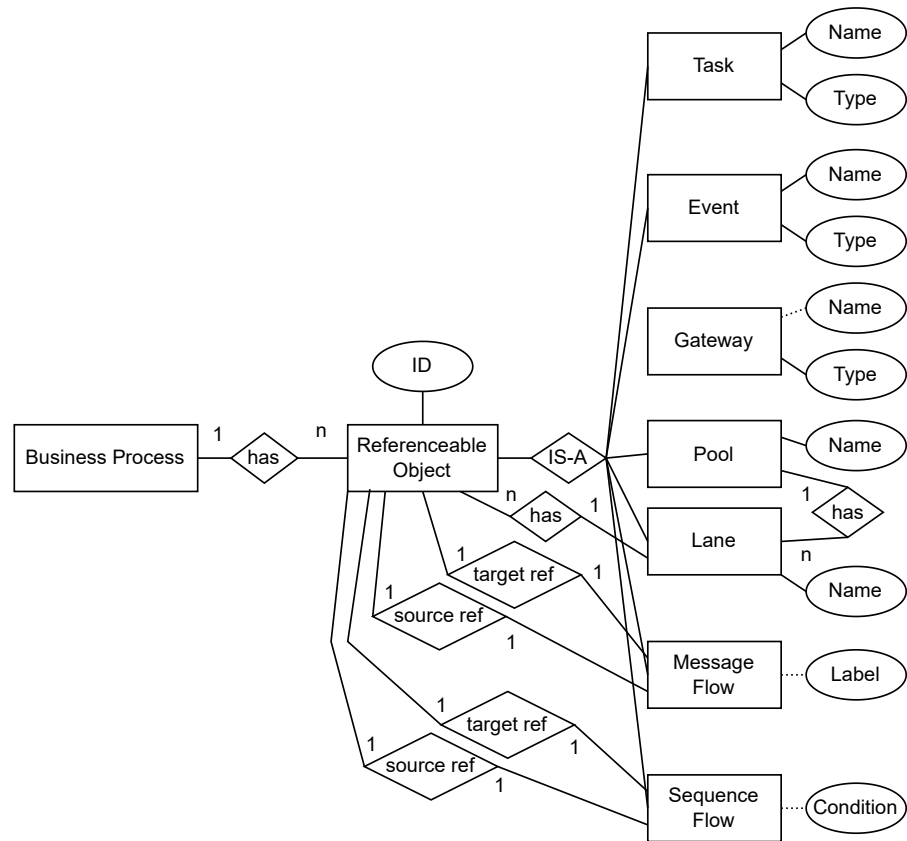 Name
Task
Type
Name
Event
Type
Name
Gateway
Type
ID
Business Process
1
has
n
Referenceable
Object
IS-A
Pool
Name
1
has
n
has
1
Lane
n
Name
1
target ref
1
1
source ref
1
Message
Flow
Label
1
target ref
1
1
source ref
1
Sequence
Flow
Condition